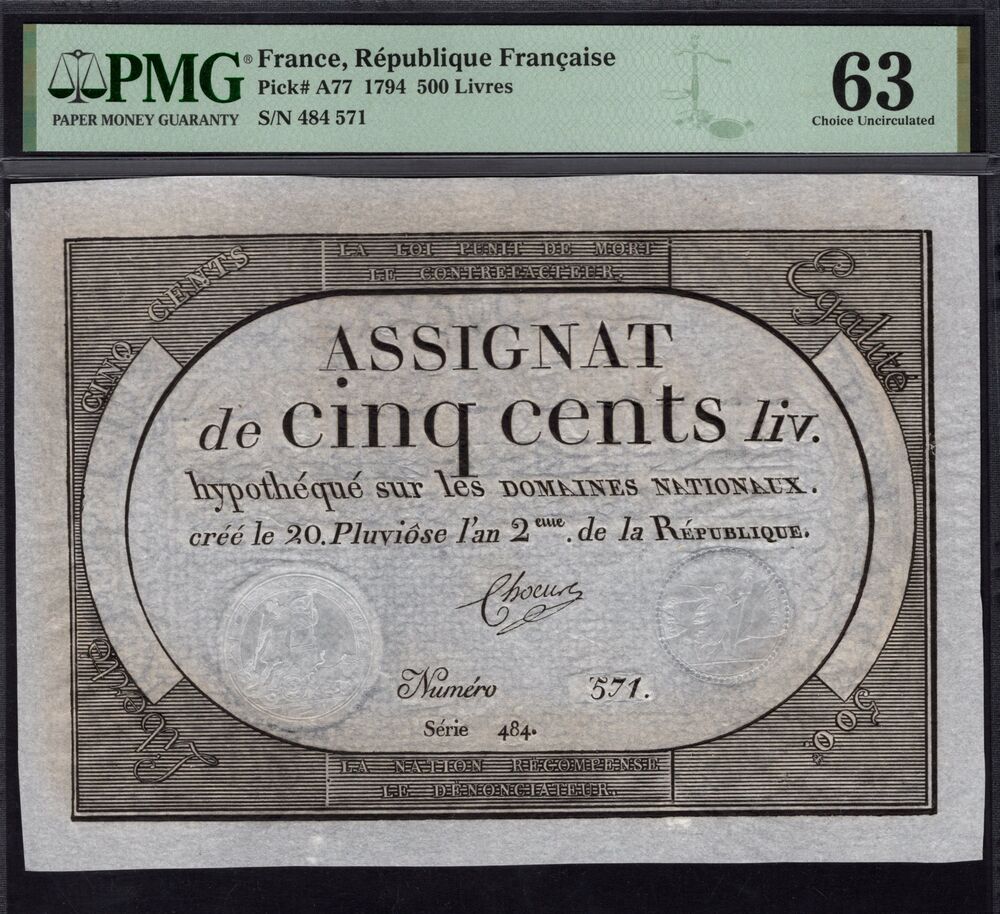 PMG®
PAPER MONEY GUARANTY
France, République Française
Pick# A77 1794 500 Livres
S/N 484 571
63
Choice Uncirculated
LA LOI PUNIT DE MORT
LE CONTREFACTEUR.
CINQ CENTS
Egalité
ASSIGNAT
de cinq cents liv.
hypothéqué sur les DOMAINES NATIONAUX.
créé le 20. Pluviôse l'an 2eme. de la RÉPUBLIQUE.
Numéro 571.
Série 484.
Liberté
500.
LA NATION RÉCOMPENSE
LE DÉNONCIATEUR.